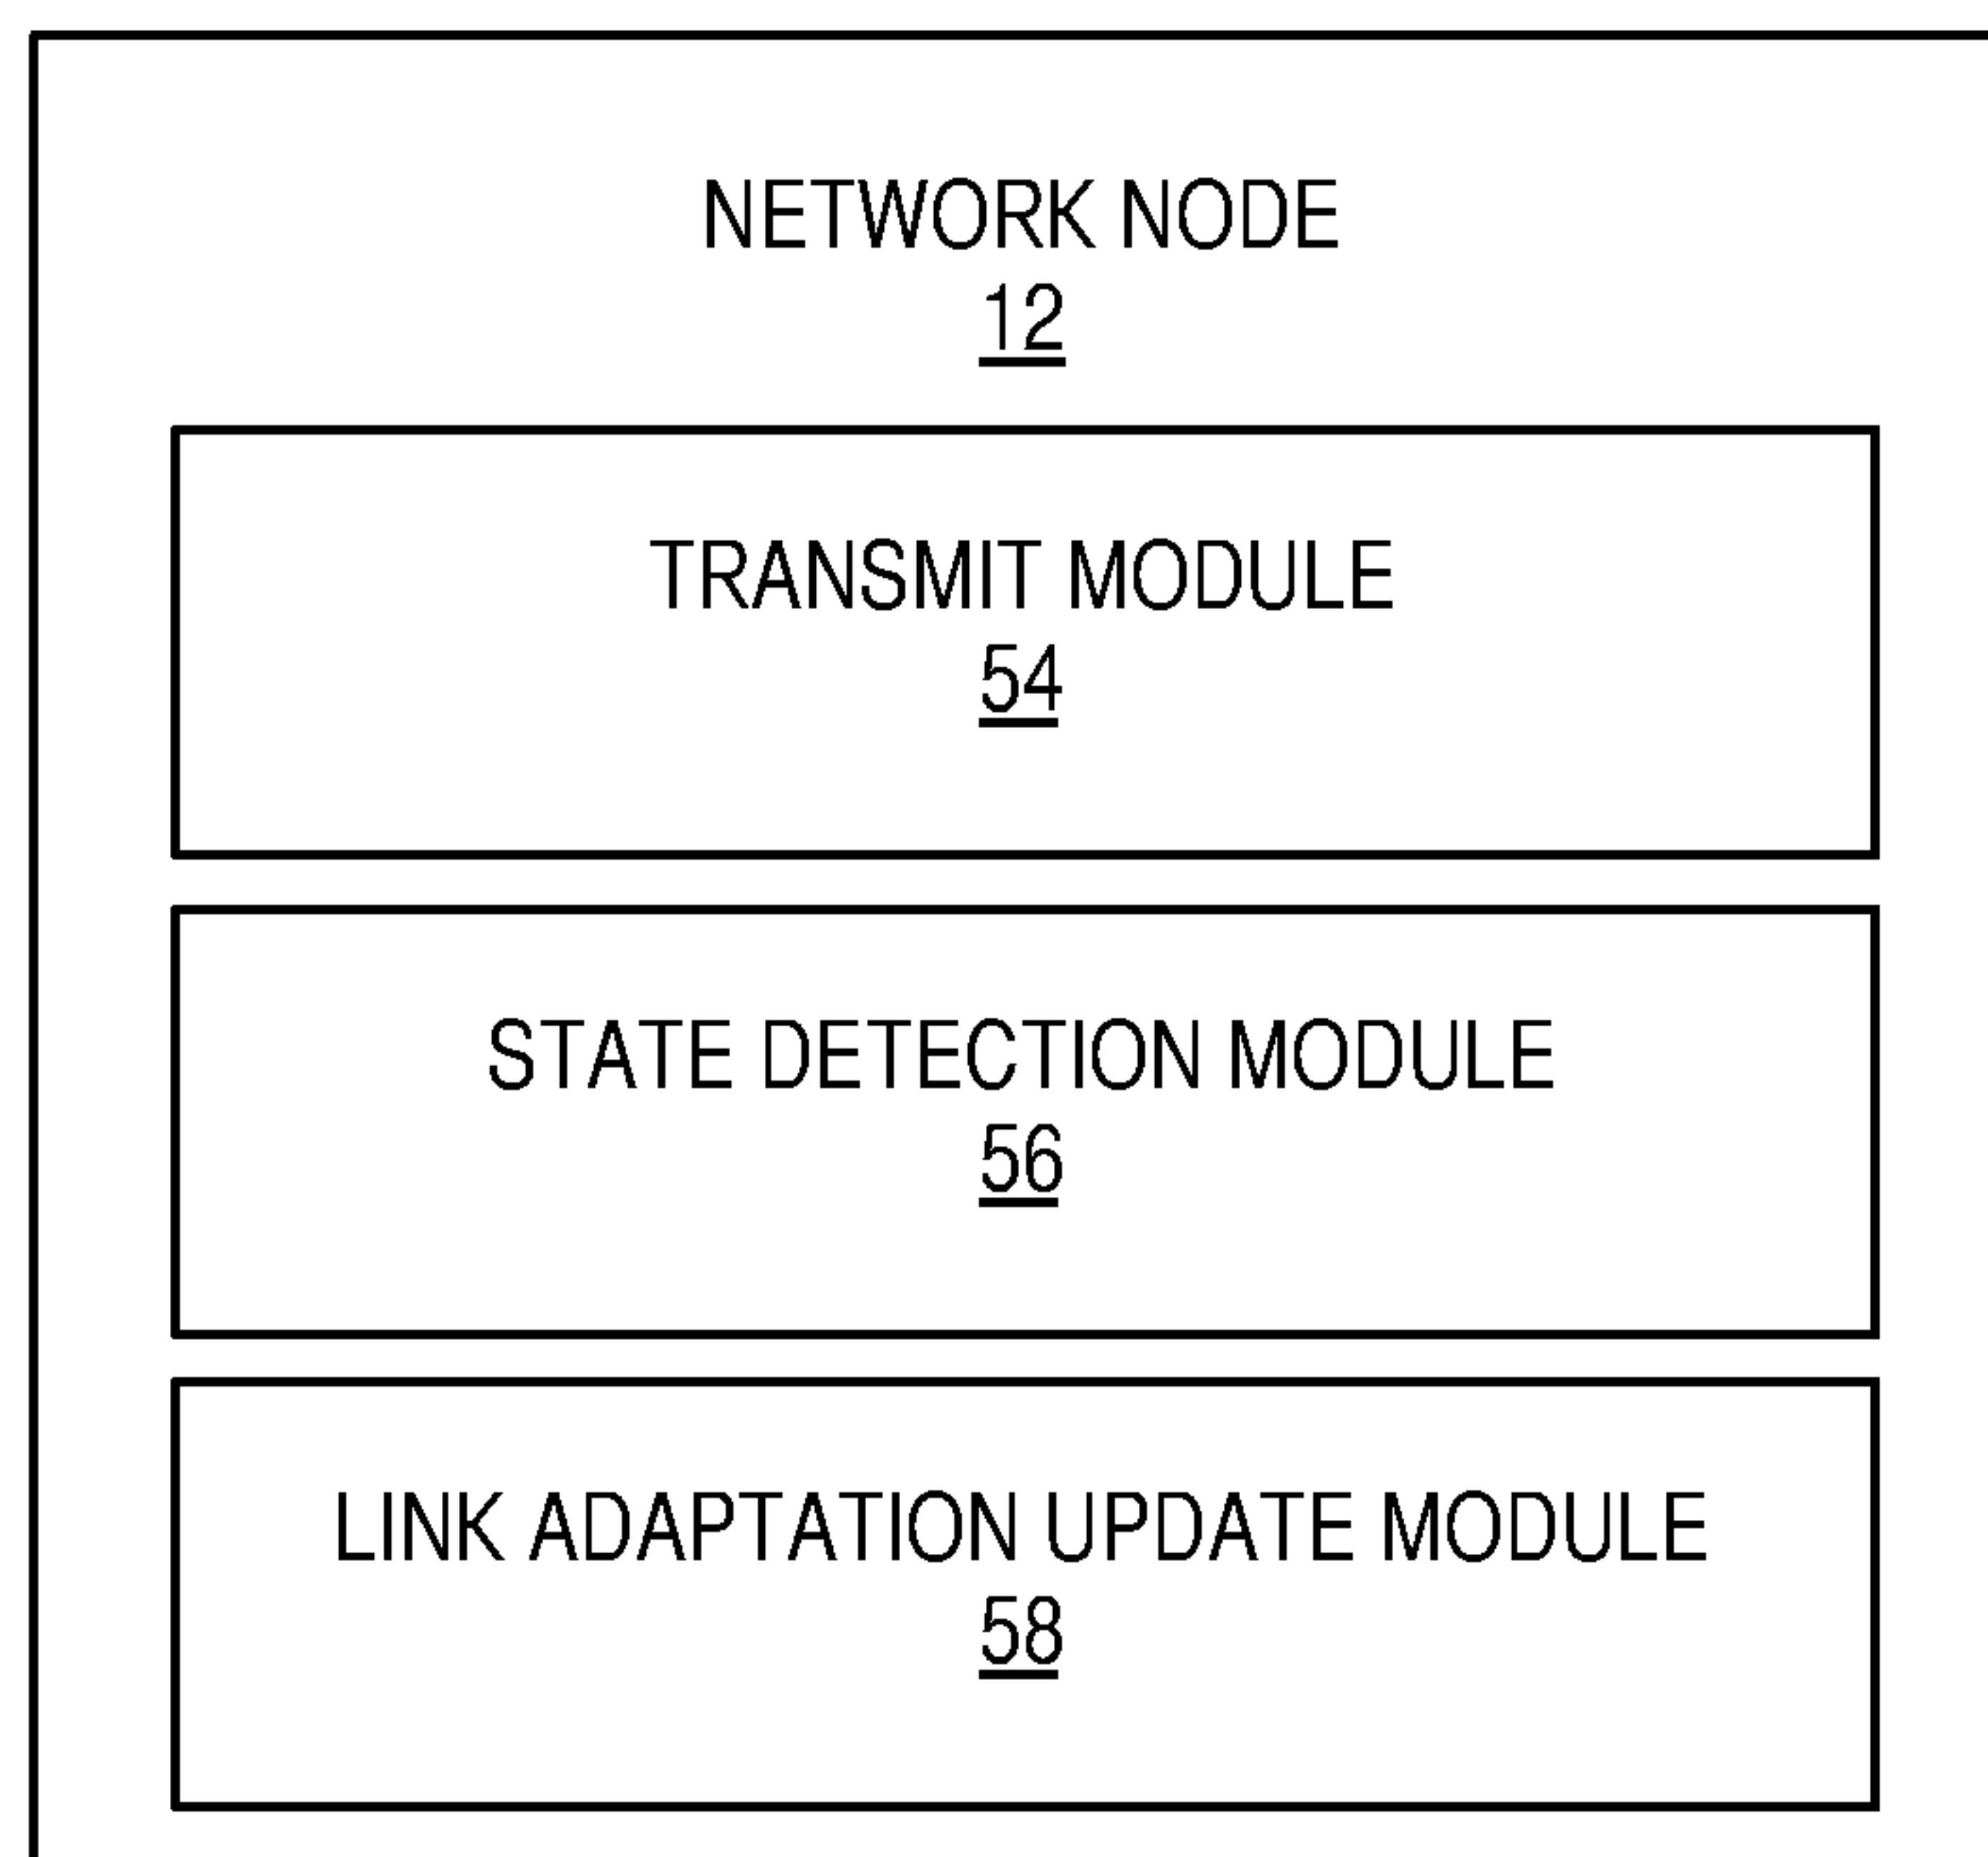 NETWORK NODE
12
TRANSMIT MODULE
54
STATE DETECTION MODULE
56
LINK ADAPTATION UPDATE MODULE
58